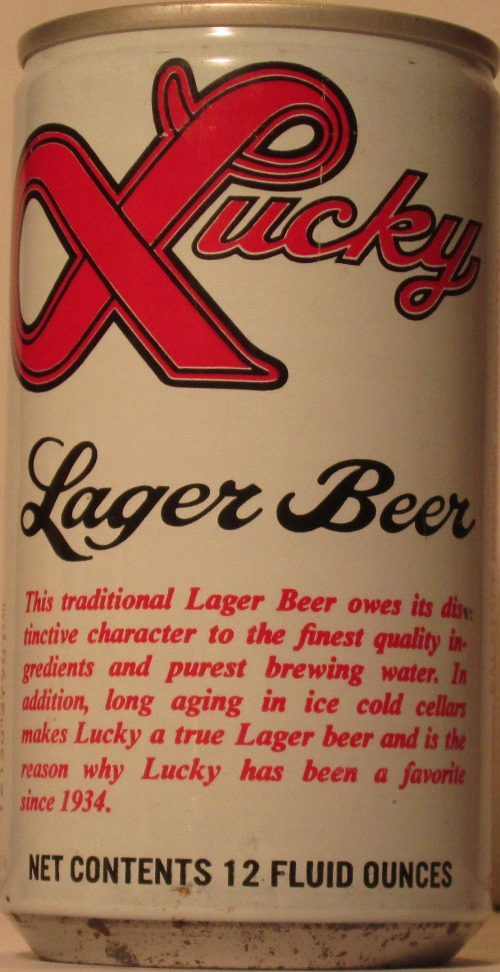 Lucky
Lager Beer
This traditional Lager Beer owes its dis-
tinctive character to the finest quality in-
gredients and purest brewing water. In
addition, long aging in ice cold cellars
makes Lucky a true Lager beer and is the
reason why Lucky has been a favorite
since 1934.
NET CONTENTS 12 FLUID OUNCES